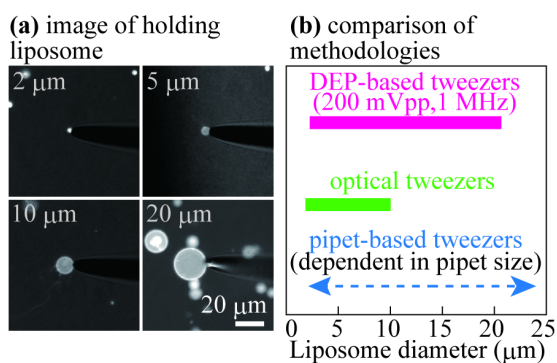 (a) image of holding
liposome
2 μm
5 μm
10 μm
20 μm
20 μm
(b) comparison of
methodologies
DEP-based tweezers
(200 mVpp,1 MHz)
optical tweezers
pipet-based tweezers
(dependent in pipet size)
0 5 10 15 20 25
Liposome diameter (μm)